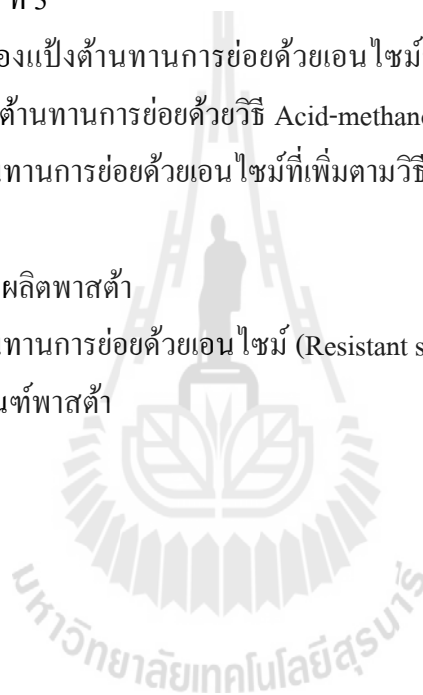 ที่ 3
องแป้งต้านทานการย่อยด้วยเอนไซม์
ต้านทานการย่อยด้วยวิธี Acid-methano
นทานการย่อยด้วยเอนไซม์ที่เพิ่มตามวิธี
ผลิตพาสต้า
นทานการย่อยด้วยเอนไซม์ (Resistant s
ณฑ์พาสต้า
มหาวิทยาลัยเทคโนโลยีสุรนารี